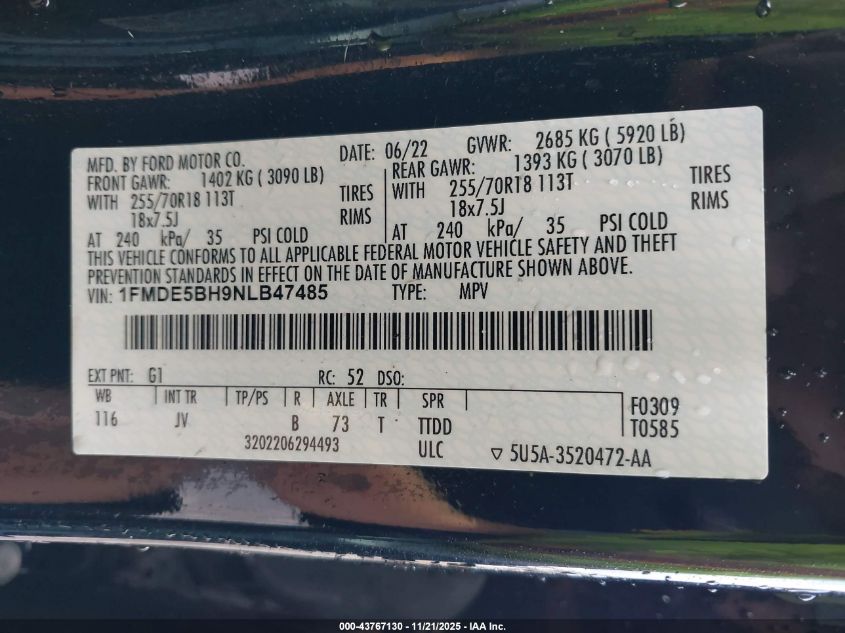 MFD. BY FORD MOTOR CO. DATE: 06/22 GVWR: 2685 KG ( 5920 LB)
FRONT GAWR: 1402 KG ( 3090 LB) REAR GAWR: 1393 KG ( 3070 LB)
WITH 255/70R18 113T TIRES WITH 255/70R18 113T TIRES
18x7.5J RIMS 18x7.5J RIMS
AT 240 kPa/ 35 PSI COLD AT 240 kPa/ 35 PSI COLD
THIS VEHICLE CONFORMS TO ALL APPLICABLE FEDERAL MOTOR VEHICLE SAFETY AND THEFT
PREVENTION STANDARDS IN EFFECT ON THE DATE OF MANUFACTURE SHOWN ABOVE.
VIN: 1FMDE5BH9NLB47485 TYPE: MPV
EXT PNT: G1 RC: 52 DSO:
WB INT TR TP/PS R AXLE TR SPR F0309
116 JV B 73 T TTDD T0585
3202206294493 ULC ▽ 5U5A-3520472-AA
000-43767130 - 11/21/2025 - IAA Inc.